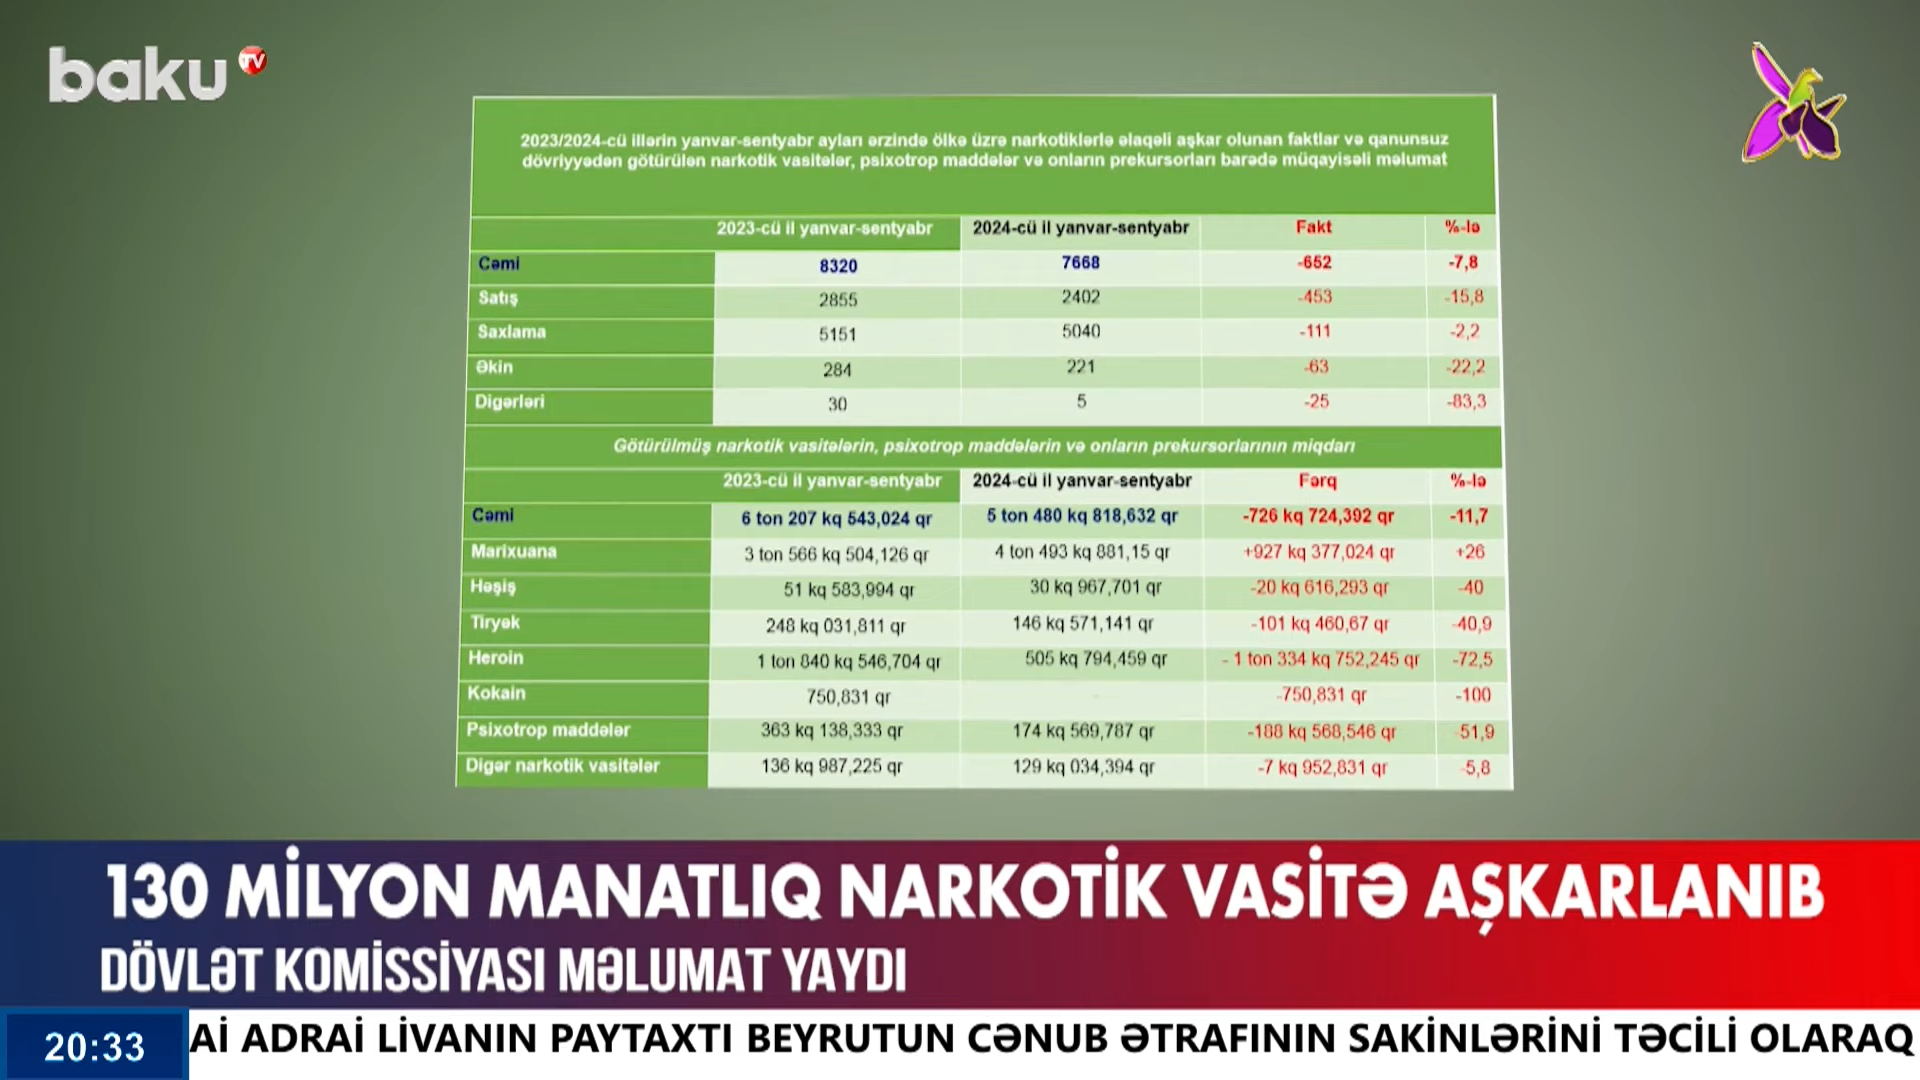 baku TV
2023/2024-cü illərin yanvar-sentyabr ayları ərzində ölkə üzrə narkotiklərlə əlaqəli aşkar olunan faktlar və qanunsuz
dövriyyədən götürülən narkotik vasitələr, psixotrop maddələr və onların prekursorları barədə müqayisəli məlumat
2023-cü il yanvar-sentyabr 2024-cü il yanvar-sentyabr Fakt %-lə
Cəmi 8320 7668 -652 -7,8
Satış 2855 2402 -453 -15,8
Saxlama 5151 5040 -111 -2,2
Əkin 284 221 -63 -22,2
Digərləri 30 5 -25 -83,3
Götürülmüş narkotik vasitələrin, psixotrop maddələrin və onların prekursorlarının miqdarı
2023-cü il yanvar-sentyabr 2024-cü il yanvar-sentyabr Fərq %-lə
Cəmi 6 ton 207 kq 543,024 qr 5 ton 480 kq 818,632 qr -726 kq 724,392 qr -11,7
Marixuana 3 ton 566 kq 504,126 qr 4 ton 493 kq 881,15 qr +927 kq 377,024 qr +26
Həşiş 51 kq 583,994 qr 30 kq 967,701 qr -20 kq 616,293 qr -40
Tiryək 248 kq 031,811 qr 146 kq 571,141 qr -101 kq 460,67 qr -40,9
Heroin 1 ton 840 kq 546,704 qr 505 kq 794,459 qr - 1 ton 334 kq 752,245 qr -72,5
Kokain 750,831 qr - -750,831 qr -100
Psixotrop maddələr 363 kq 138,333 qr 174 kq 569,787 qr -188 kq 568,546 qr -51,9
Digər narkotik vasitələr 136 kq 987,225 qr 129 kq 034,394 qr -7 kq 952,831 qr -5,8
130 MİLYON MANATLIQ NARKOTİK VASİTƏ AŞKARLANIB
DÖVLƏT KOMİSSİYASI MƏLUMAT YAYDI
20:33 Aİ ADRAİ LİVANIN PAYTAXTI BEYRUTUN CƏNUB ƏTRAFININ SAKİNLƏRİNİ TƏCİLİ OLARAQ